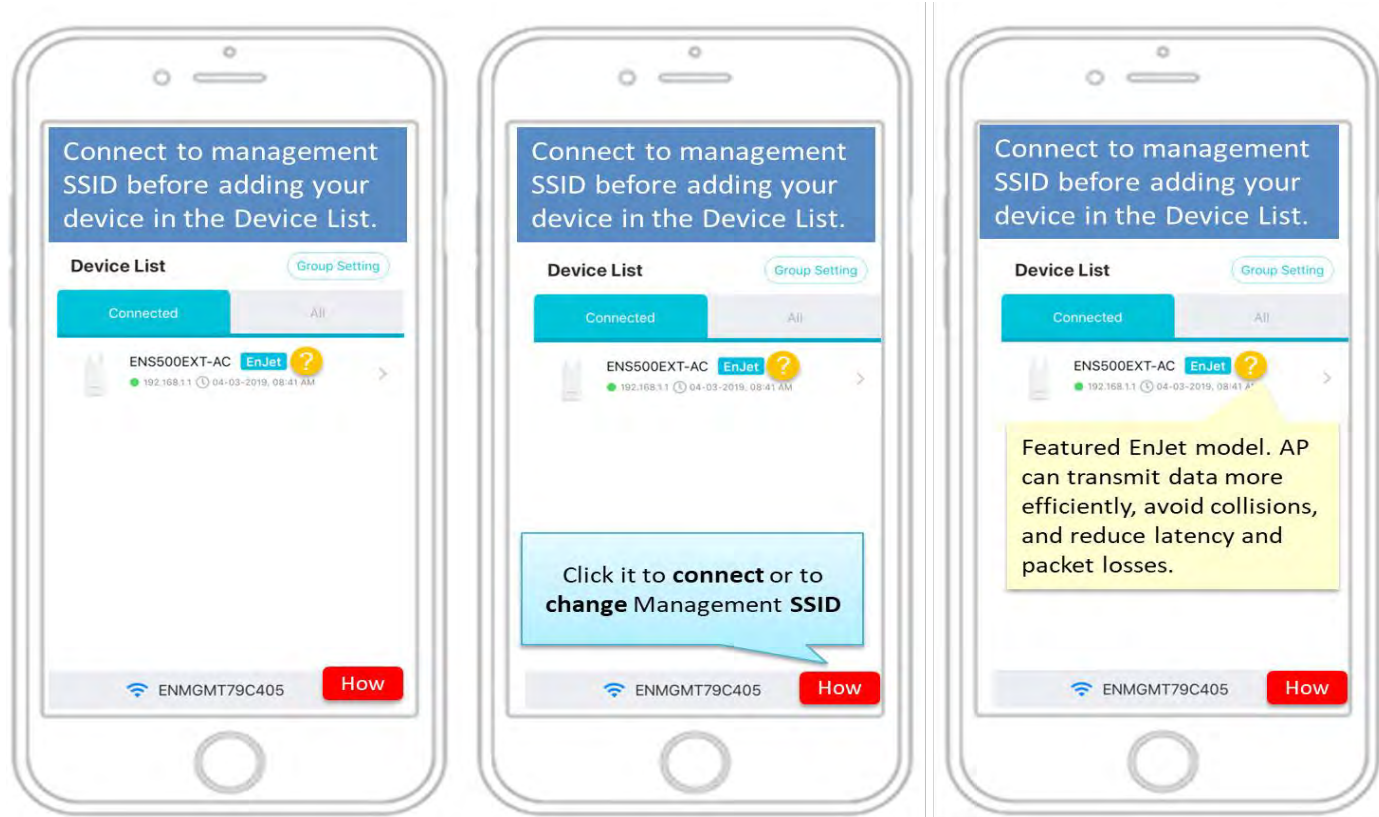 Connect to management
SSID before adding your
device in the Device List.
Device List
Group Setting
Connected
All
ENS500EXT-AC EnJet ?
192.168.1.1 04-03-2019, 08:41 AM
ENMGMT79C405
How
Connect to management
SSID before adding your
device in the Device List.
Device List
Group Setting
Connected
All
ENS500EXT-AC EnJet ?
192.168.1.1 04-03-2019, 08:41 AM
Click it to connect or to
change Management SSID
ENMGMT79C405
How
Connect to management
SSID before adding your
device in the Device List.
Device List
Group Setting
Connected
All
ENS500EXT-AC EnJet ?
192.168.1.1 04-03-2019, 08:41
Featured EnJet model. AP
can transmit data more
efficiently, avoid collisions,
and reduce latency and
packet losses.
ENMGMT79C405
How